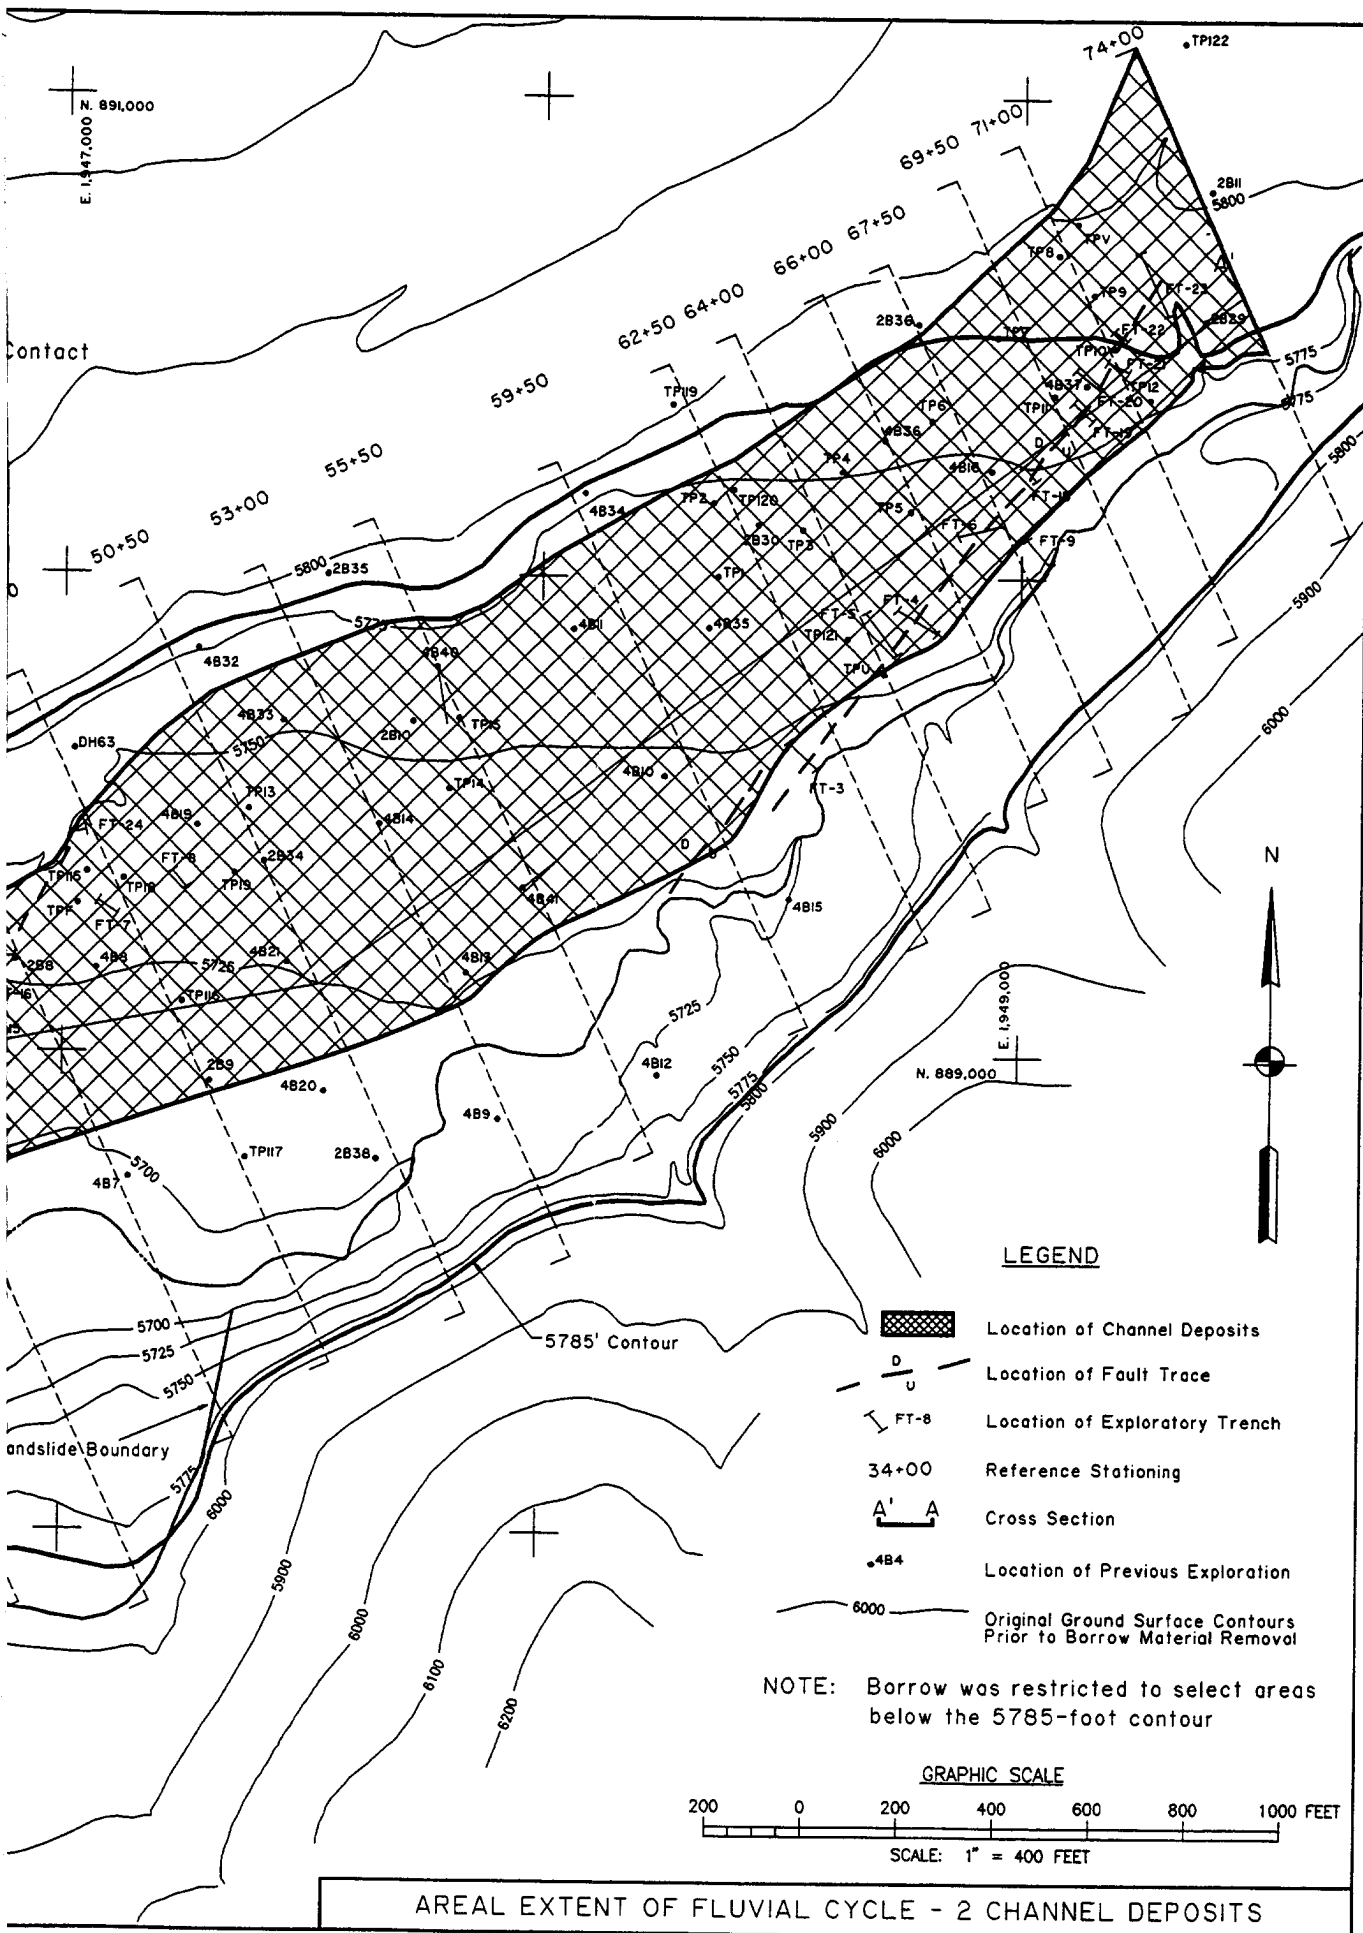 74+00
TP122
N. 891,000
E. 1,947,000
71+00
69+50
2B11
5800
67+50
TPV
TP8
A'
66+00
TP9
FT-23
64+00
2B36
FT-22
2B29
62+50
TP7
TP10
Contact
FT-21
5775
59+50
TP119
4B37
TP12
TP11
FT-20
5775
TP6
4B36
FT-19
D
U
5800
55+50
TP4
4B16
TP2
TP120
53+00
4B34
TP5
2B30
TP3
FT-6
FT-9
50+50
5800
2B35
TP1
5900
FT-4
FT-5
4B11
4B35
TP121
4B32
4B40
TPU
6000
4B33
2B10
TP15
DH63
5750
4B10
TP14
FT-3
TP13
FT-24
4B19
4B14
D
FT-8
2B34
N
TP115
TP18
TP19
4B41
4B15
TPF
FT-7
4B21
2B8
4B8
5725
4B13
TP116
5725
E. 1,949,000
2B9
4B20
4B12
5750
N. 889,000
5775
5800
4B9
5900
6000
TP117
2B38
4B7
5700
LEGEND
5700
5785' Contour
Location of Channel Deposits
5725
D
U
Location of Fault Trace
5750
FT-8
Location of Exploratory Trench
andslide Boundary
34+00
Reference Stationing
5775
6000
A' A
Cross Section
4B4
Location of Previous Exploration
5900
6000
6000
Original Ground Surface Contours
Prior to Borrow Material Removal
6100
6200
NOTE: Borrow was restricted to select areas
below the 5785-foot contour
GRAPHIC SCALE
200 0 200 400 600 800 1000 FEET
SCALE: 1" = 400 FEET
AREAL EXTENT OF FLUVIAL CYCLE - 2 CHANNEL DEPOSITS